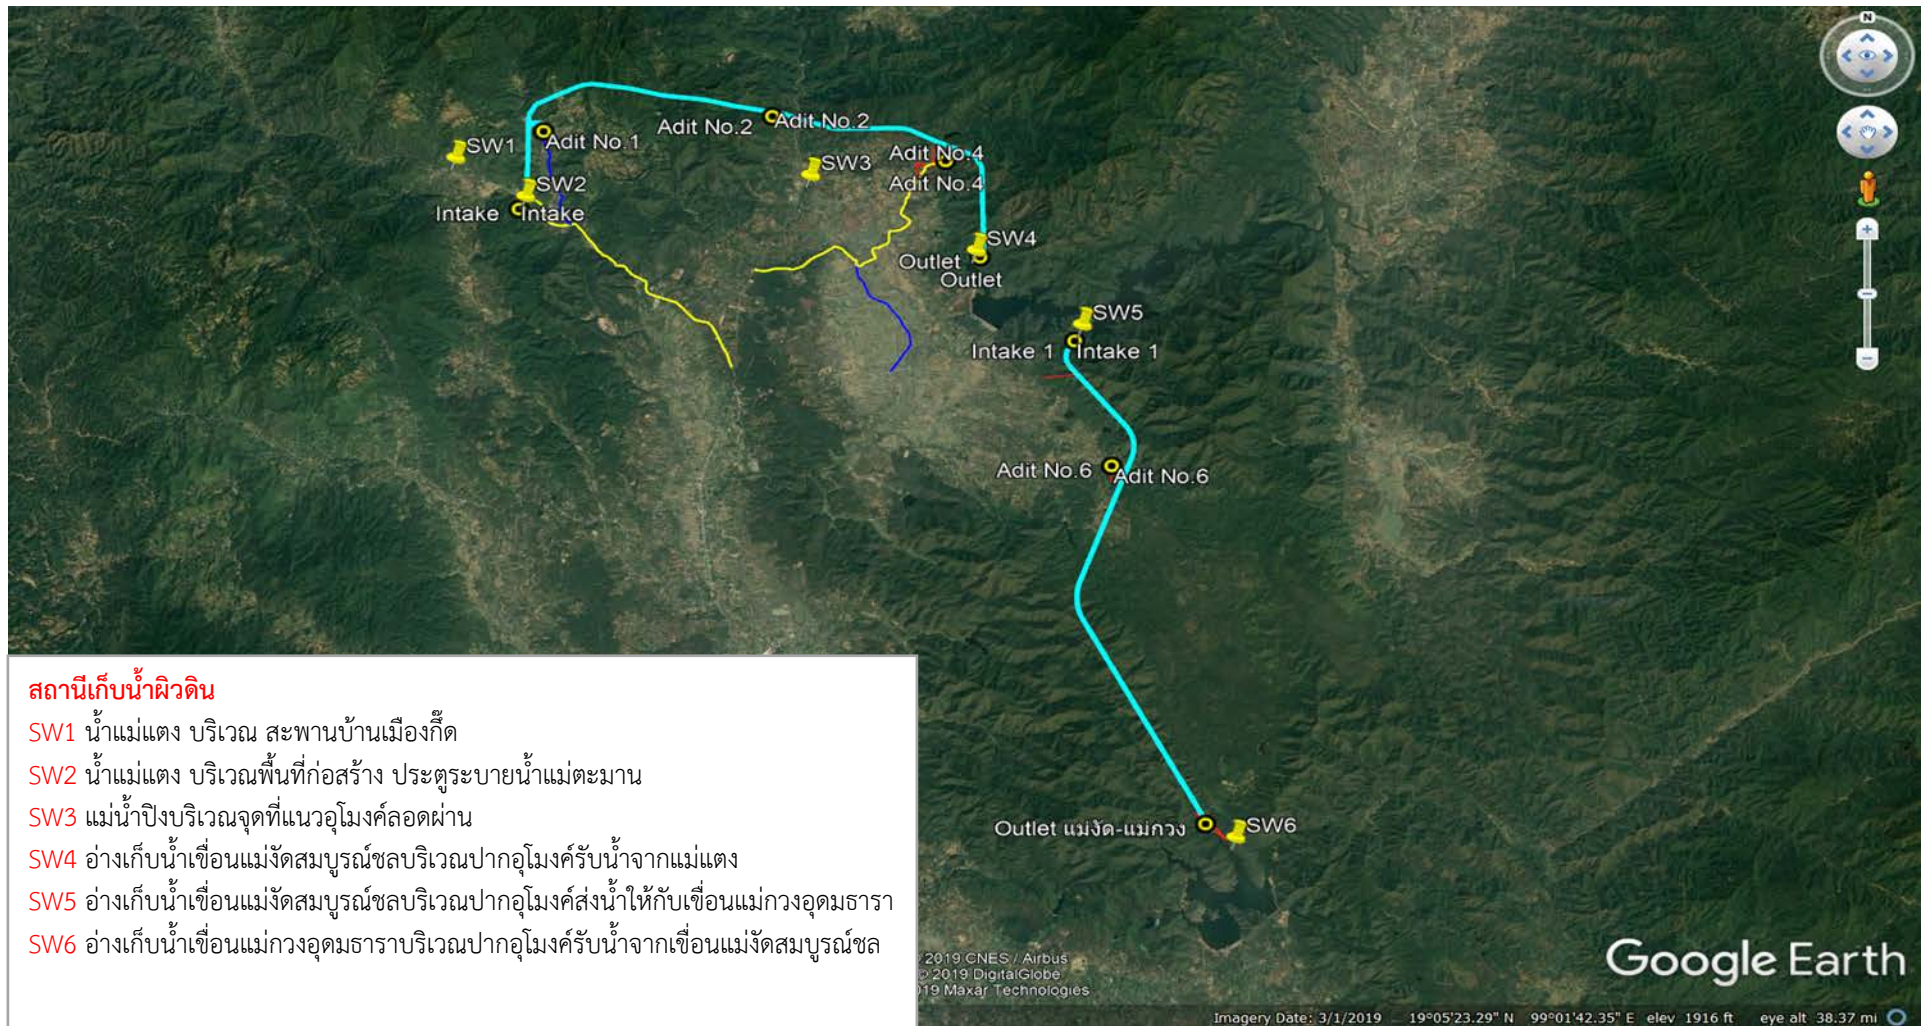 N
SW1
Adit No.1
Adit No.2
Adit No.2
SW3
Adit No.4
Adit No.4
SW2
Intake
Intake
SW4
Outlet
Outlet
SW5
Intake 1
Intake 1
Adit No.6
Adit No.6
Outlet แม่งัด-แม่กวง
SW6
สถานีเก็บน้ำผิวดิน
SW1 น้ำแม่แตง บริเวณ สะพานบ้านเมืองกึ๊ด
SW2 น้ำแม่แตง บริเวณพื้นที่ก่อสร้าง ประตูระบายน้ำแม่ตะมาน
SW3 แม่น้ำปิงบริเวณจุดที่แนวอุโมงค์ลอดผ่าน
SW4 อ่างเก็บน้ำเขื่อนแม่งัดสมบูรณ์ชลบริเวณปากอุโมงค์รับน้ำจากแม่แตง
SW5 อ่างเก็บน้ำเขื่อนแม่งัดสมบูรณ์ชลบริเวณปากอุโมงค์ส่งน้ำให้กับเขื่อนแม่กวงอุดมธารา
SW6 อ่างเก็บน้ำเขื่อนแม่กวงอุดมธาราบริเวณปากอุโมงค์รับน้ำจากเขื่อนแม่งัดสมบูรณ์ชล
2019 CNES / Airbus
© 2019 DigitalGlobe
19 Maxar Technologies
Google Earth
Imagery Date: 3/1/2019 19°05'23.29" N 99°01'42.35" E elev 1916 ft eye alt 38.37 mi